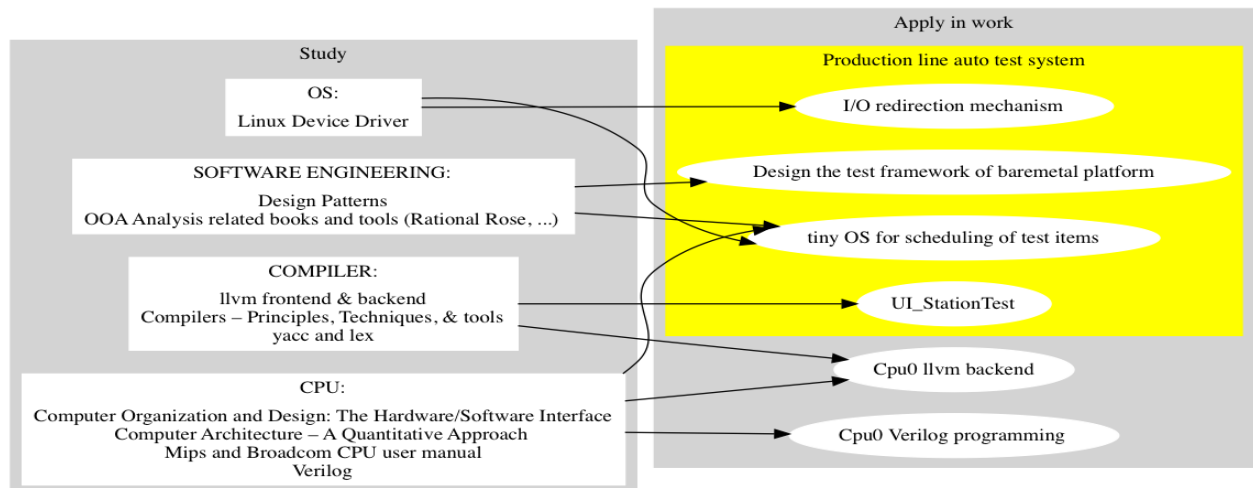 Study
OS:
Linux Device Driver
SOFTWARE ENGINEERING:
Design Patterns
OOA Analysis related books and tools (Rational Rose, ...)
COMPILER:
llvm frontend & backend
Compilers – Principles, Techniques, & tools
yacc and lex
CPU:
Computer Organization and Design: The Hardware/Software Interface
Computer Architecture – A Quantitative Approach
Mips and Broadcom CPU user manual
Verilog
Apply in work
Production line auto test system
I/O redirection mechanism
Design the test framework of baremetal platform
tiny OS for scheduling of test items
UI_StationTest
Cpu0 llvm backend
Cpu0 Verilog programming